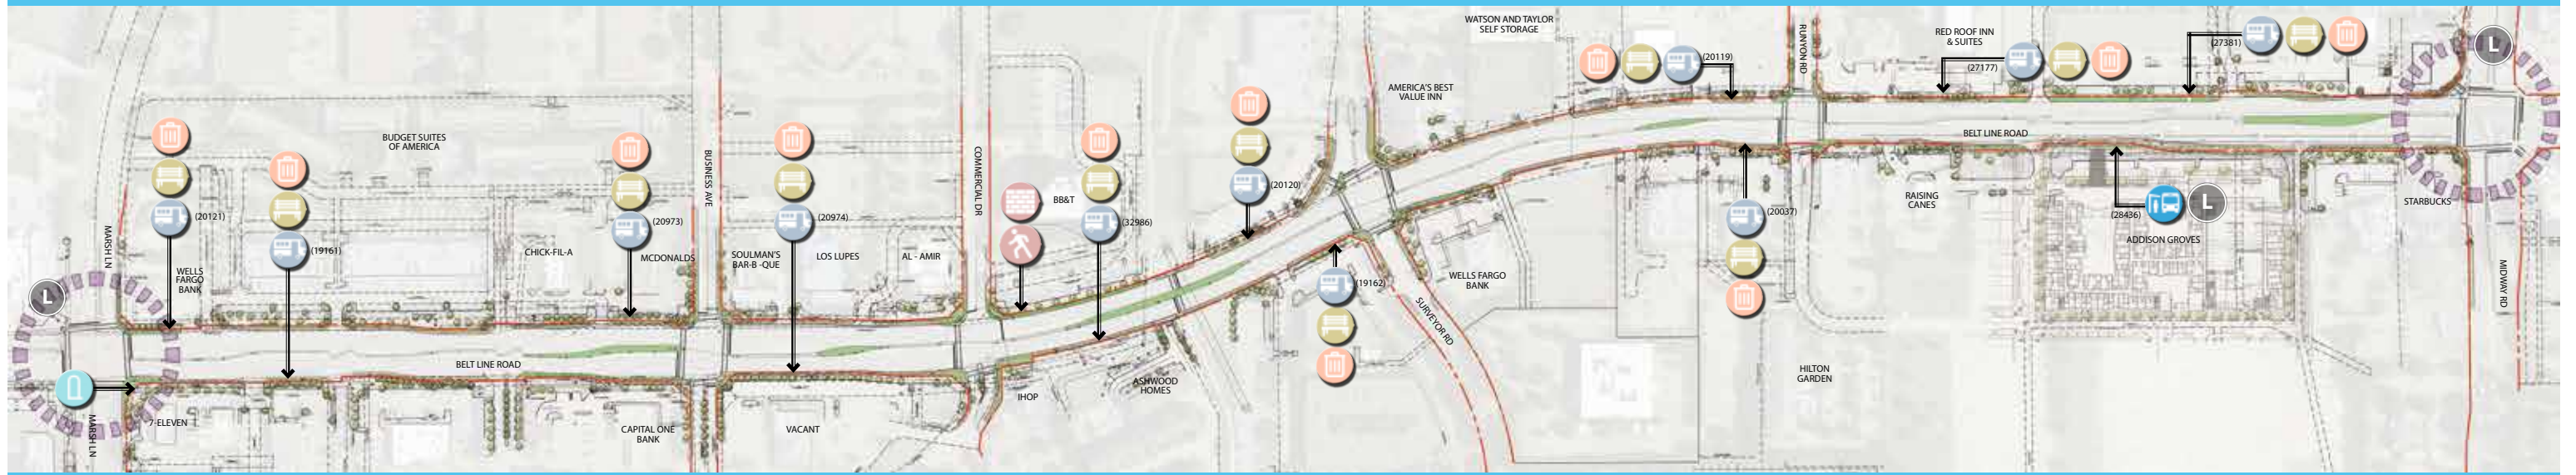 WATSON AND TAYLOR
SELF STORAGE
RUNYON RD
RED ROOF INN
& SUITES
(27381)
L
(20119)
(27177)
AMERICA'S BEST
VALUE INN
BUDGET SUITES
OF AMERICA
BELT LINE ROAD
MARSH LN
BUSINESS AVE
COMMERCIAL DR
BB&T
(20120)
(20121)
(20973)
(20974)
(32986)
(20037)
RAISING
CANES
(28436)
L
STARBUCKS
(19161)
CHICK-FIL-A
MCDONALDS
SOULMAN'S
BAR-B -QUE
LOS LUPES
AL - AMIR
ADDISON GROVES
WELLS
FARGO
BANK
L
(19162)
WELLS FARGO
BANK
SURVEYOR RD
MIDWAY RD
BELT LINE ROAD
ASHWOOD
HOMES
IHOP
HILTON
GARDEN
MARSH LN
7-ELEVEN
CAPITAL ONE
BANK
VACANT